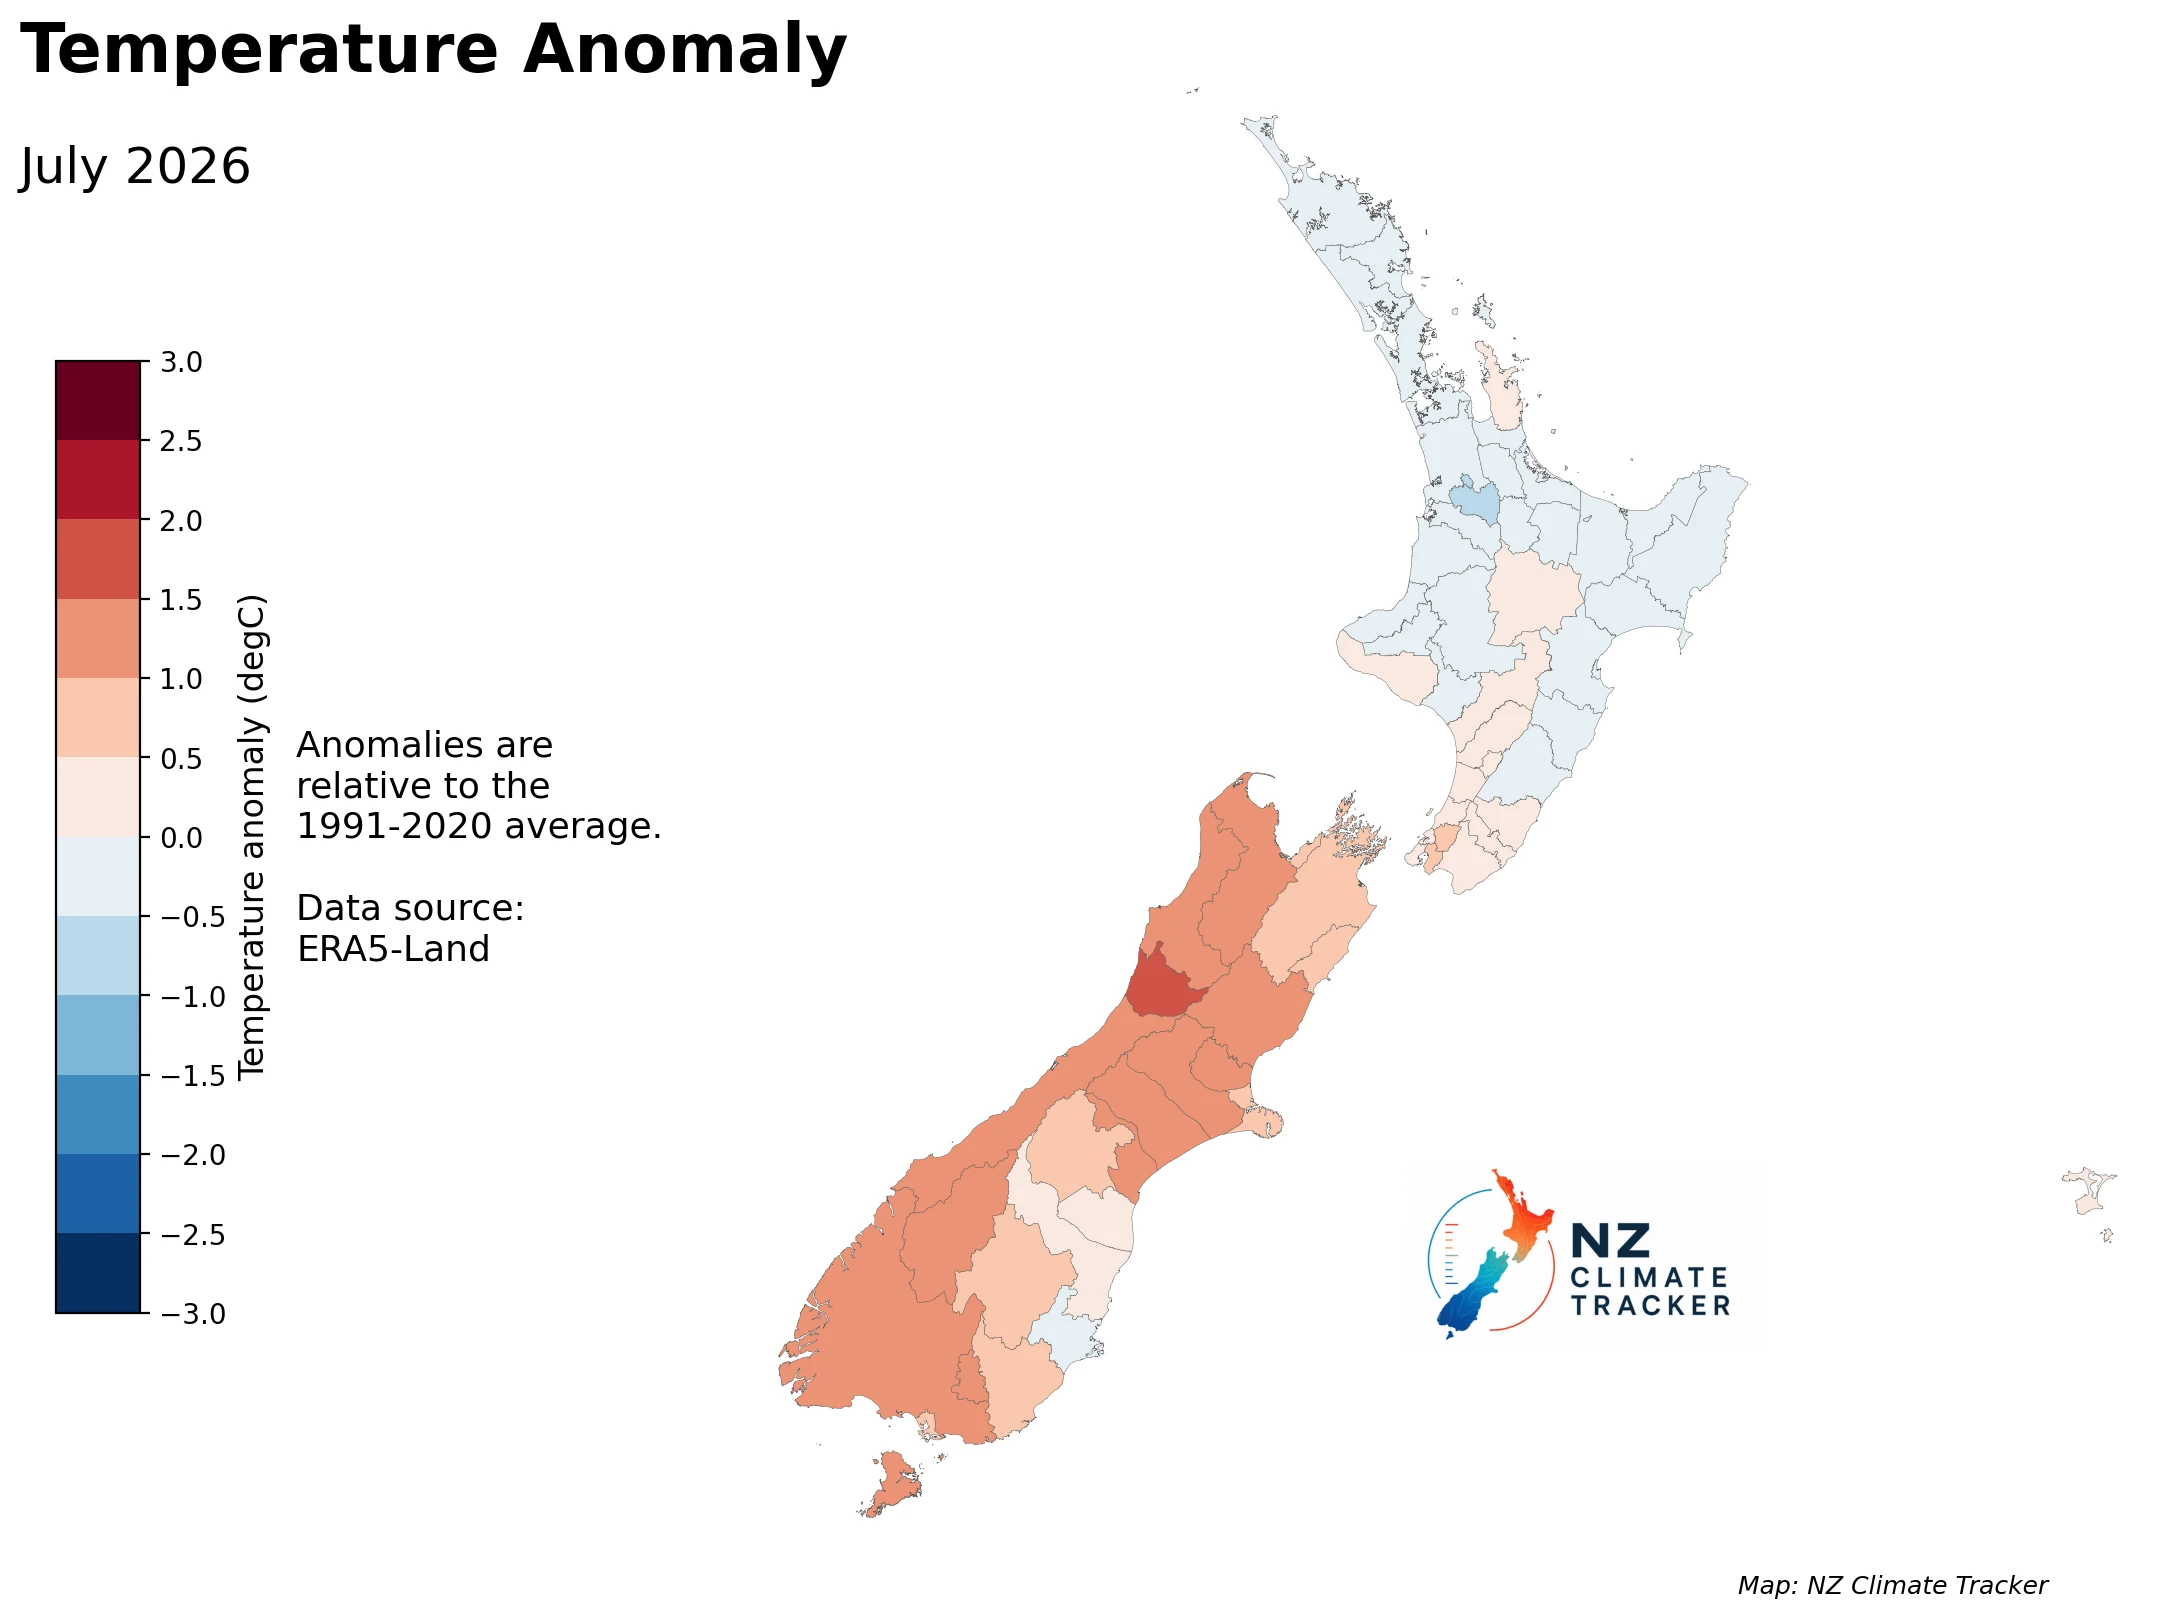 Temperature Anomaly
July 2026
3.0
2.5
2.0
1.5
1.0
0.5
0.0
−0.5
−1.0
−1.5
−2.0
−2.5
−3.0
Temperature anomaly (degC)
Anomalies are
relative to the
1991-2020 average.
Data source:
ERA5-Land
NZ
CLIMATE
TRACKER
Map: NZ Climate Tracker